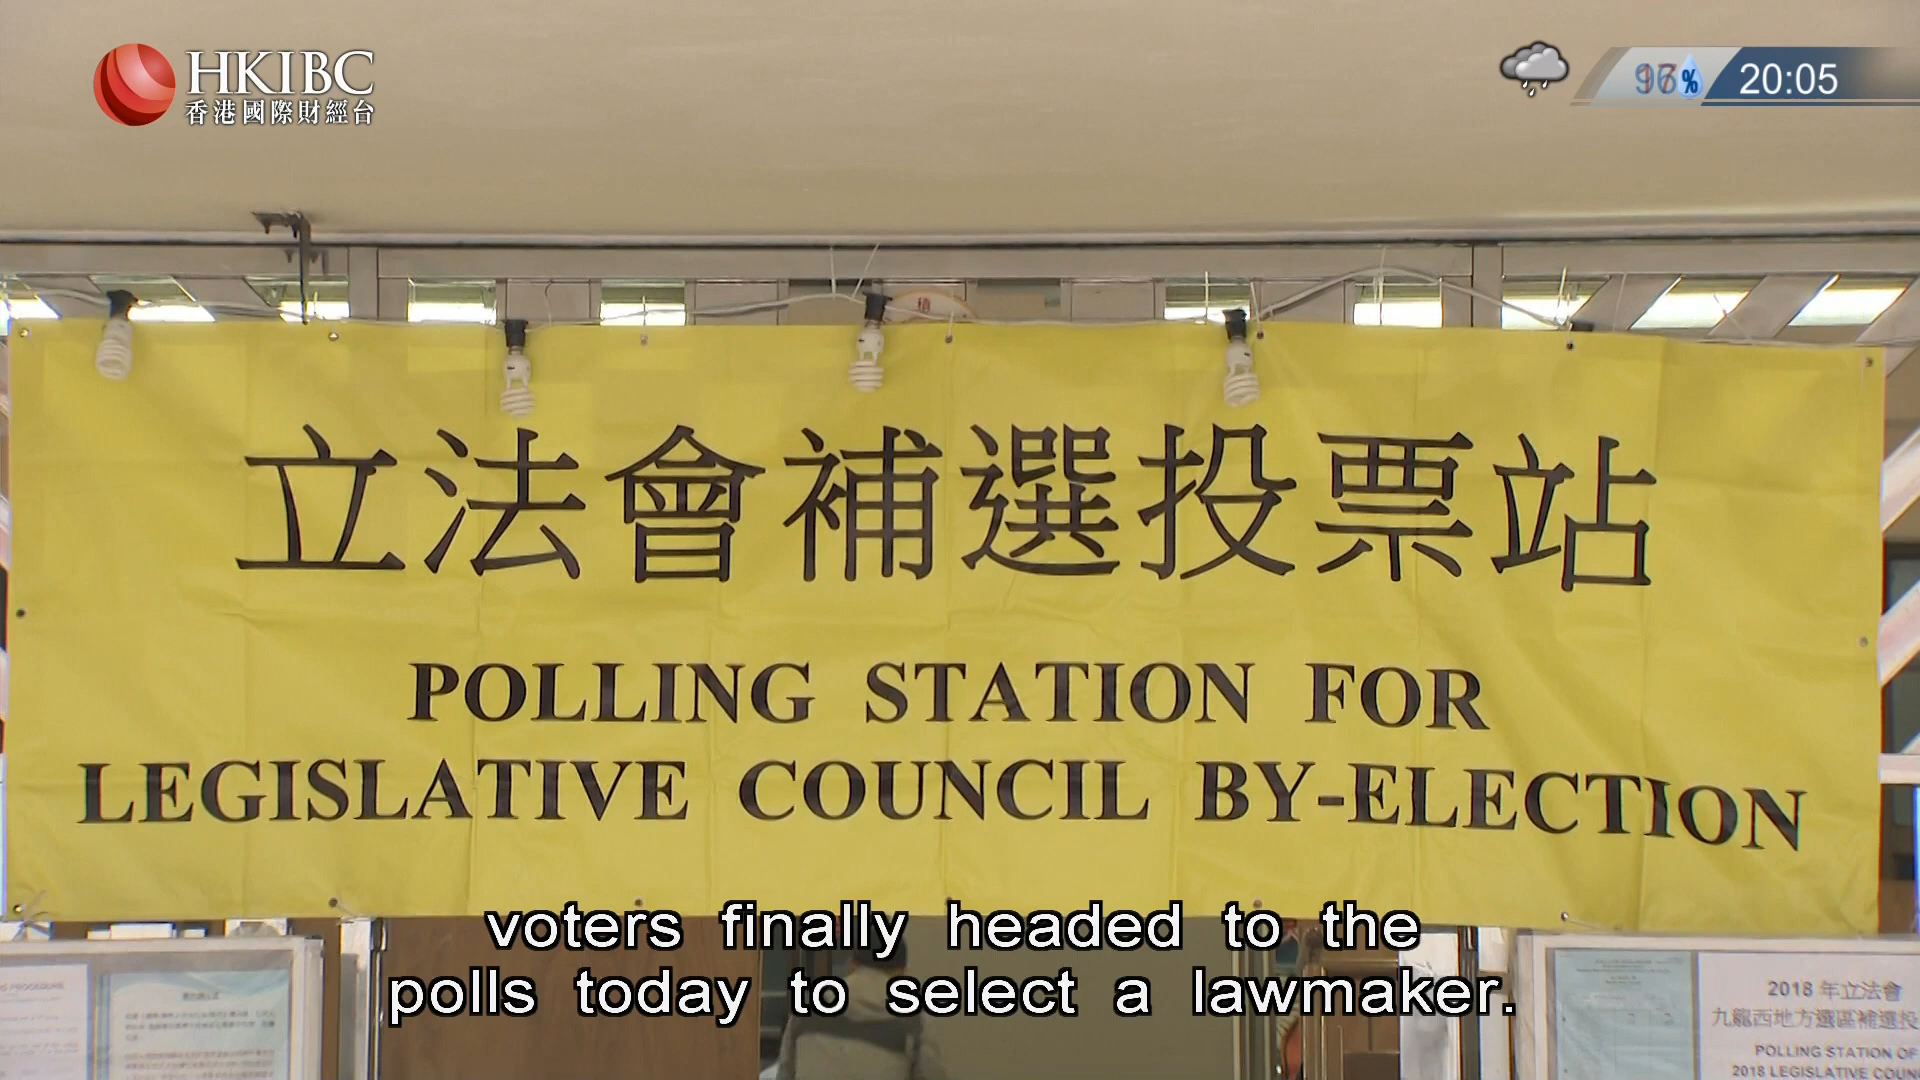 HKIBC
香港國際財經台
20:05
立法會補選投票站
POLLING STATION FOR
LEGISLATIVE COUNCIL BY-ELECTION
voters finally headed to the
polls today to select a lawmaker.
2018 年立法會
九龍西地方選區補選投
POLLING STATION OF
2018 LEGISLATIVE COUN